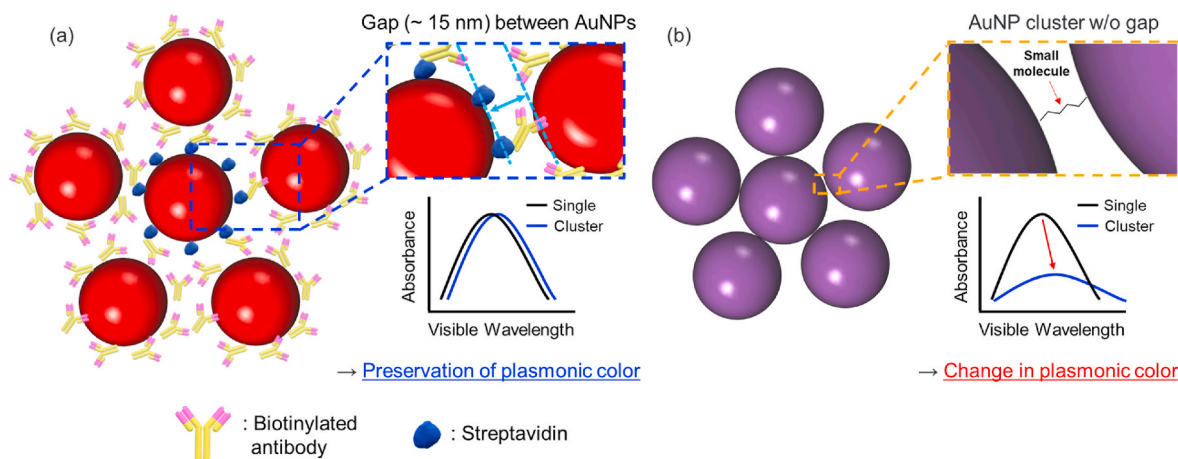 (a)
Gap (~ 15 nm) between AuNPs
Absorbance
Single
Cluster
Visible Wavelength
→ Preservation of plasmonic color
: Biotinylated
antibody
: Streptavidin
(b)
AuNP cluster w/o gap
Small
molecule
Absorbance
Single
Cluster
Visible Wavelength
→ Change in plasmonic color